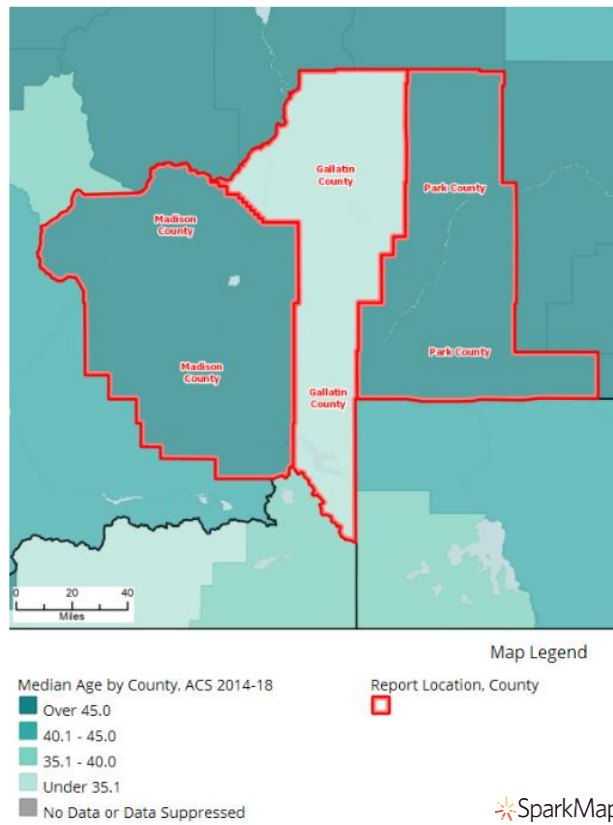 Gallatin
County
Park County
Madison
County
Park County
Madison
County
Gallatin
County
0 20 40
Miles
Map Legend
Median Age by County, ACS 2014-18
Over 45.0
40.1 - 45.0
35.1 - 40.0
Under 35.1
No Data or Data Suppressed
Report Location, County
SparkMap